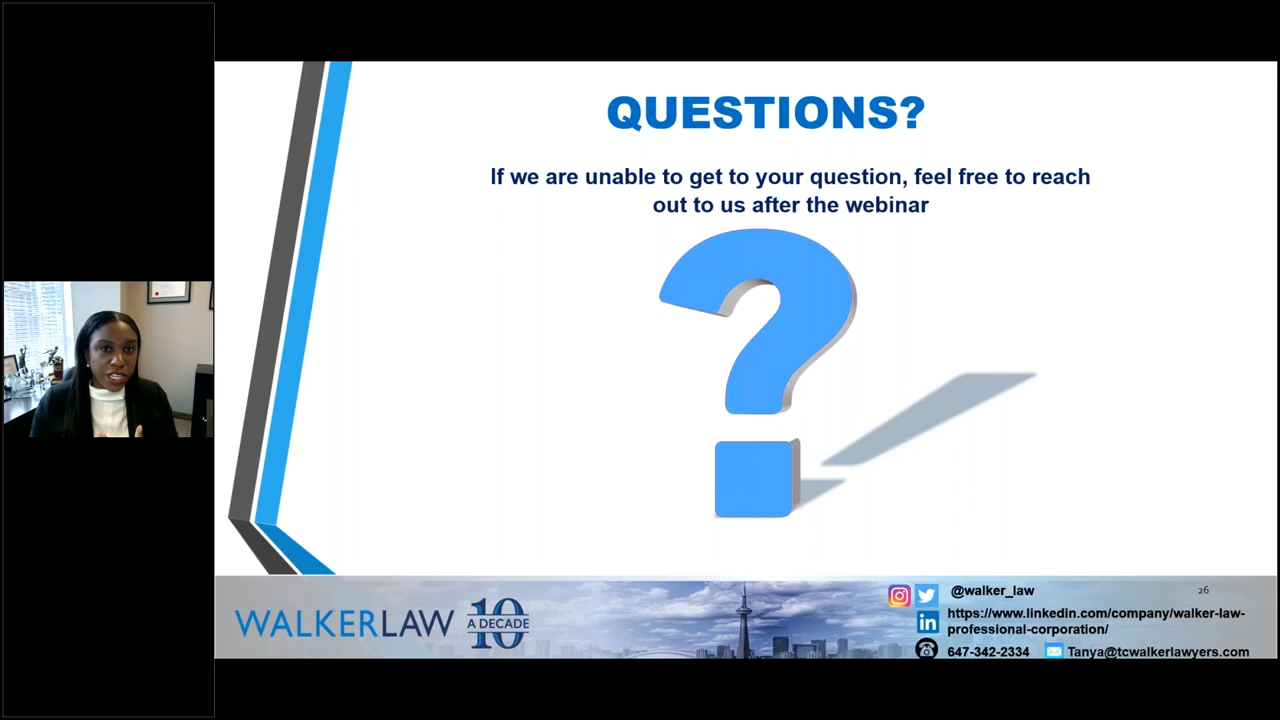 QUESTIONS?
If we are unable to get to your question, feel free to reach
out to us after the webinar
WALKERLAW 10 A DECADE
@walker_law
26
https://www.linkedin.com/company/walker-law-
professional-corporation/
647-342-2334 Tanya@tcwalkerlawyers.com